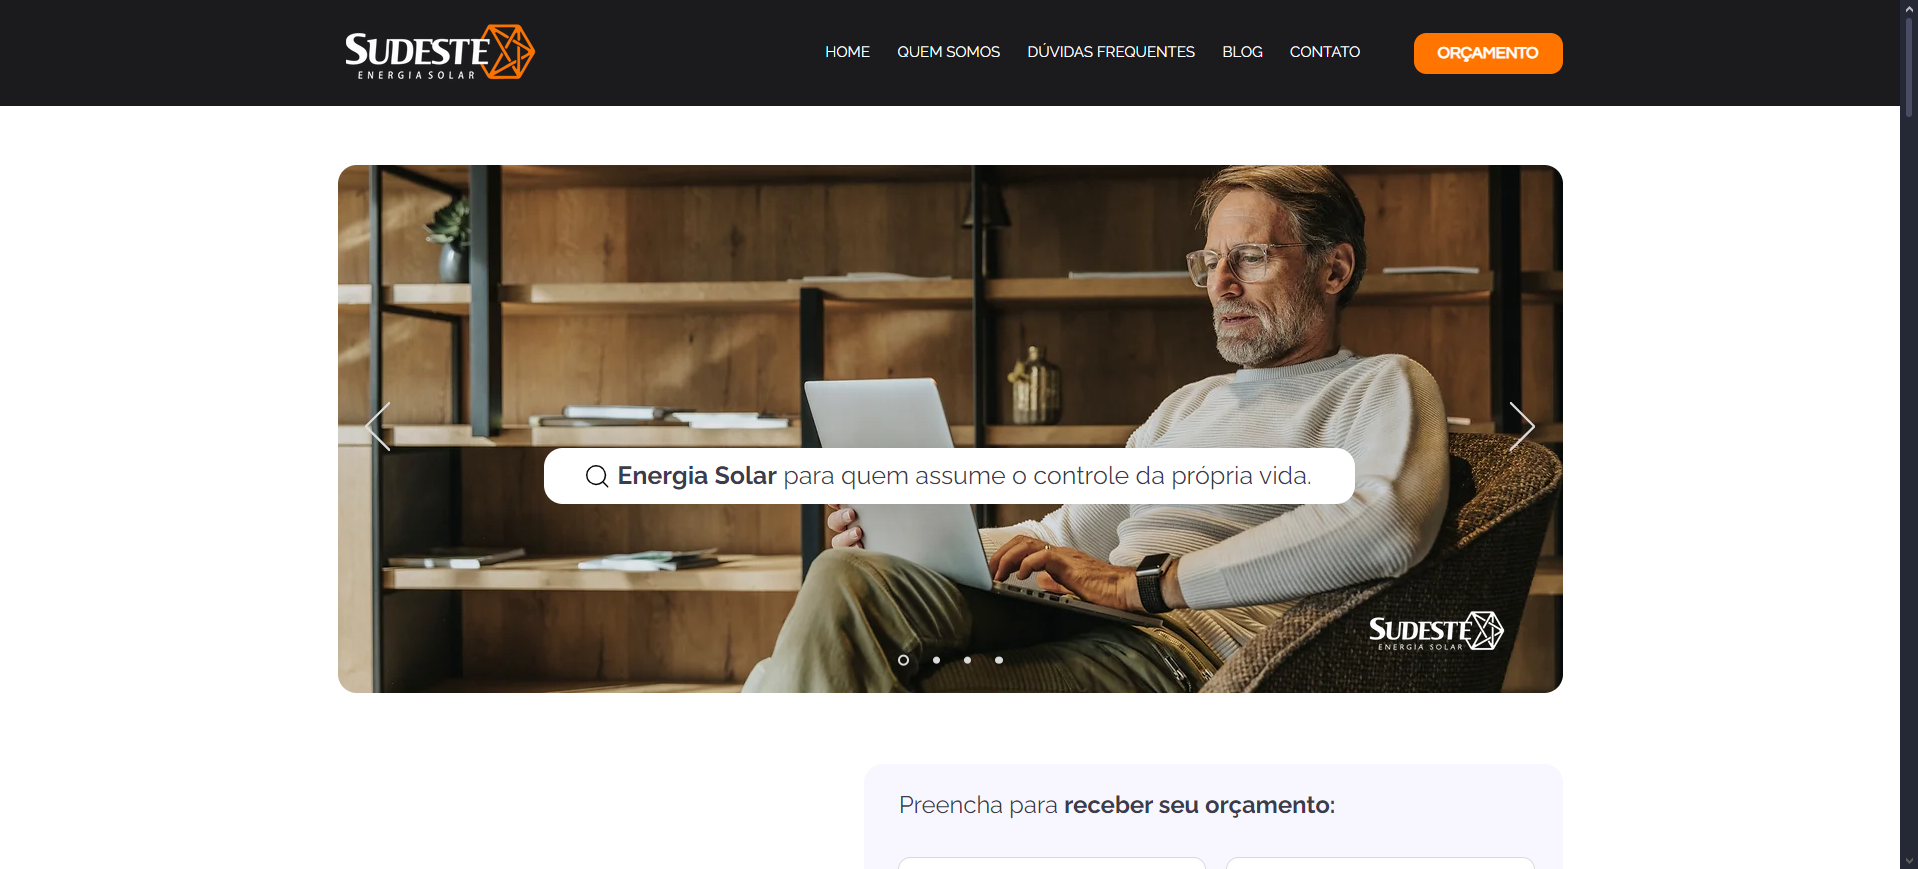 SUDESTE
ENERGIA SOLAR
HOME QUEM SOMOS DÚVIDAS FREQUENTES BLOG CONTATO ORÇAMENTO
Energia Solar para quem assume o controle da própria vida.
SUDESTE
ENERGIA SOLAR
Preencha para receber seu orçamento: